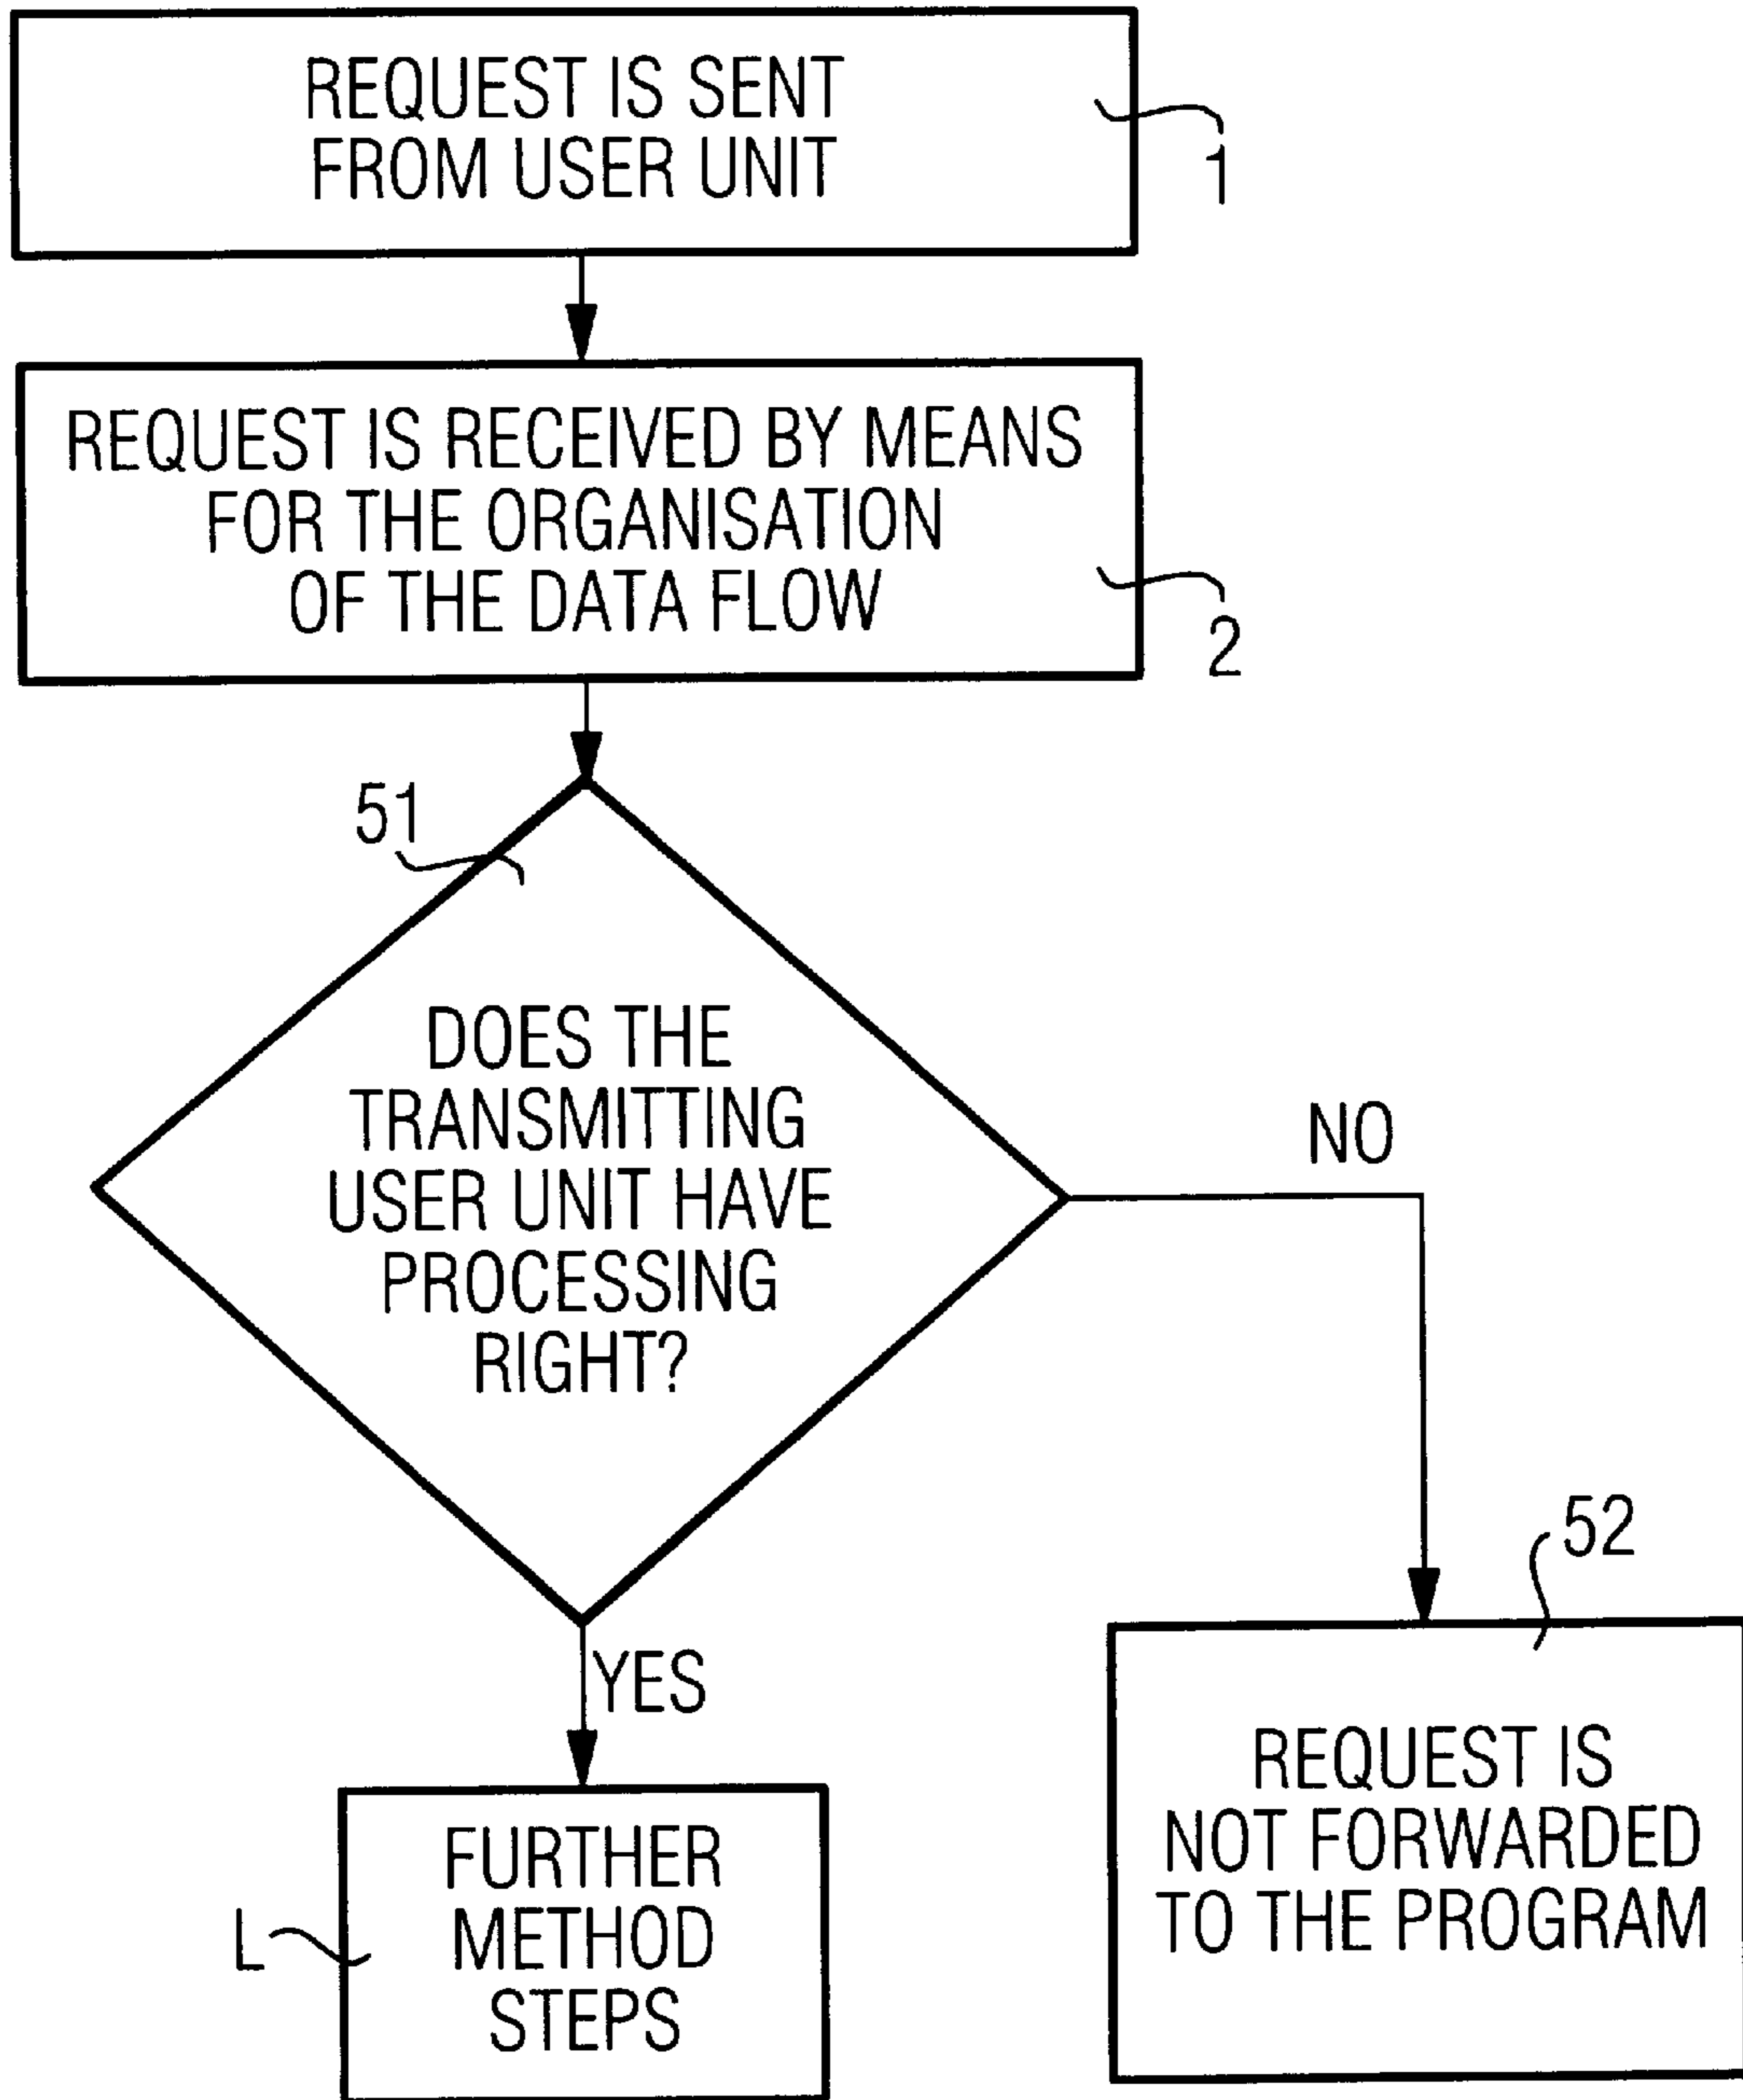 REQUEST IS SENT
FROM USER UNIT
1
REQUEST IS RECEIVED BY MEANS
FOR THE ORGANISATION
OF THE DATA FLOW
2
51
DOES THE
TRANSMITTING
USER UNIT HAVE
PROCESSING
RIGHT?
NO
YES
52
REQUEST IS
NOT FORWARDED
TO THE PROGRAM
FURTHER
METHOD
STEPS
L